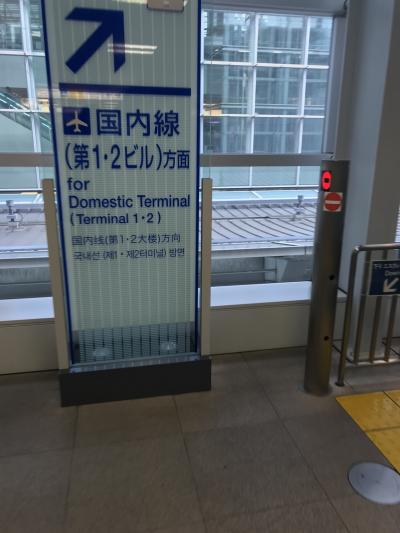 国内線
(第1・2ビル)方面
for
Domestic Terminal
(Terminal 1・2)
国内线(第1・2大楼)方向
국내선 (제1・제2터미널) 방면